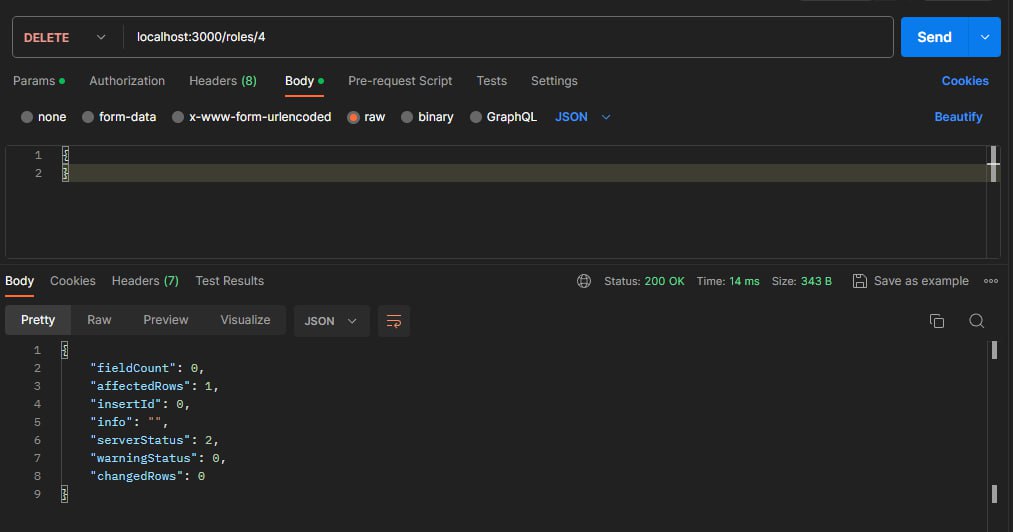 DELETE localhost:3000/roles/4 Send
Params Authorization Headers (8) Body Pre-request Script Tests Settings Cookies
none form-data x-www-form-urlencoded raw binary GraphQL JSON Beautify
1 {
2 }
Body Cookies Headers (7) Test Results Status: 200 OK Time: 14 ms Size: 343 B Save as example
Pretty Raw Preview Visualize JSON
1 {
2 "fieldCount": 0,
3 "affectedRows": 1,
4 "insertId": 0,
5 "info": "",
6 "serverStatus": 2,
7 "warningStatus": 0,
8 "changedRows": 0
9 }